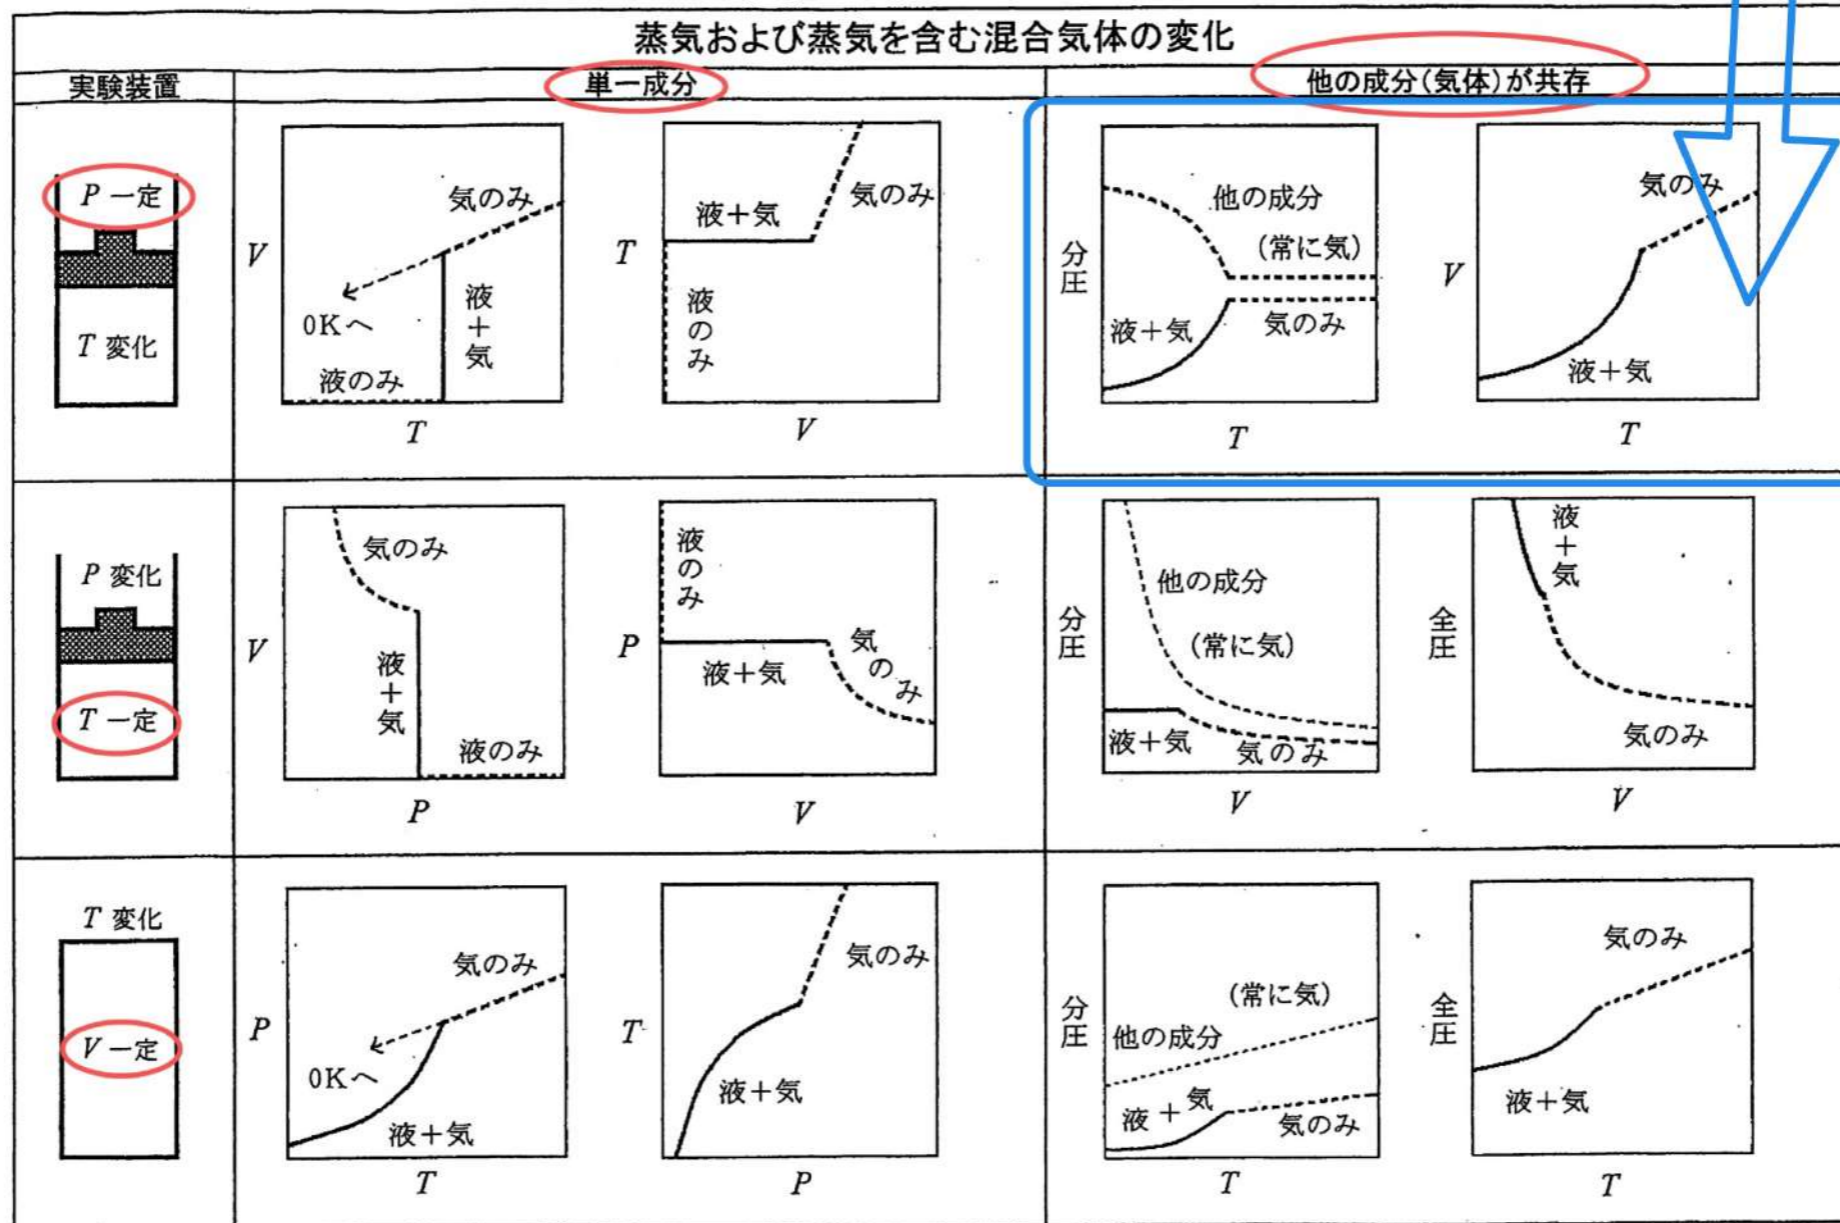 蒸気および蒸気を含む混合気体の変化
実験装置
単一成分
他の成分(気体)が共存
P 一定
T 変化
V
気のみ
0Kへ
液+気
液のみ
T
T
液+気
気のみ
液のみ
V
分圧
他の成分
(常に気)
液+気
気のみ
T
V
気のみ
液+気
T
P 変化
T 一定
V
気のみ
液+気
液のみ
P
P
液のみ
液+気
気のみ
V
分圧
他の成分
(常に気)
液+気
気のみ
V
全圧
液+気
気のみ
V
T 変化
V 一定
P
気のみ
0Kへ
液+気
T
T
気のみ
液+気
P
分圧
(常に気)
他の成分
液+気
気のみ
T
全圧
気のみ
液+気
T